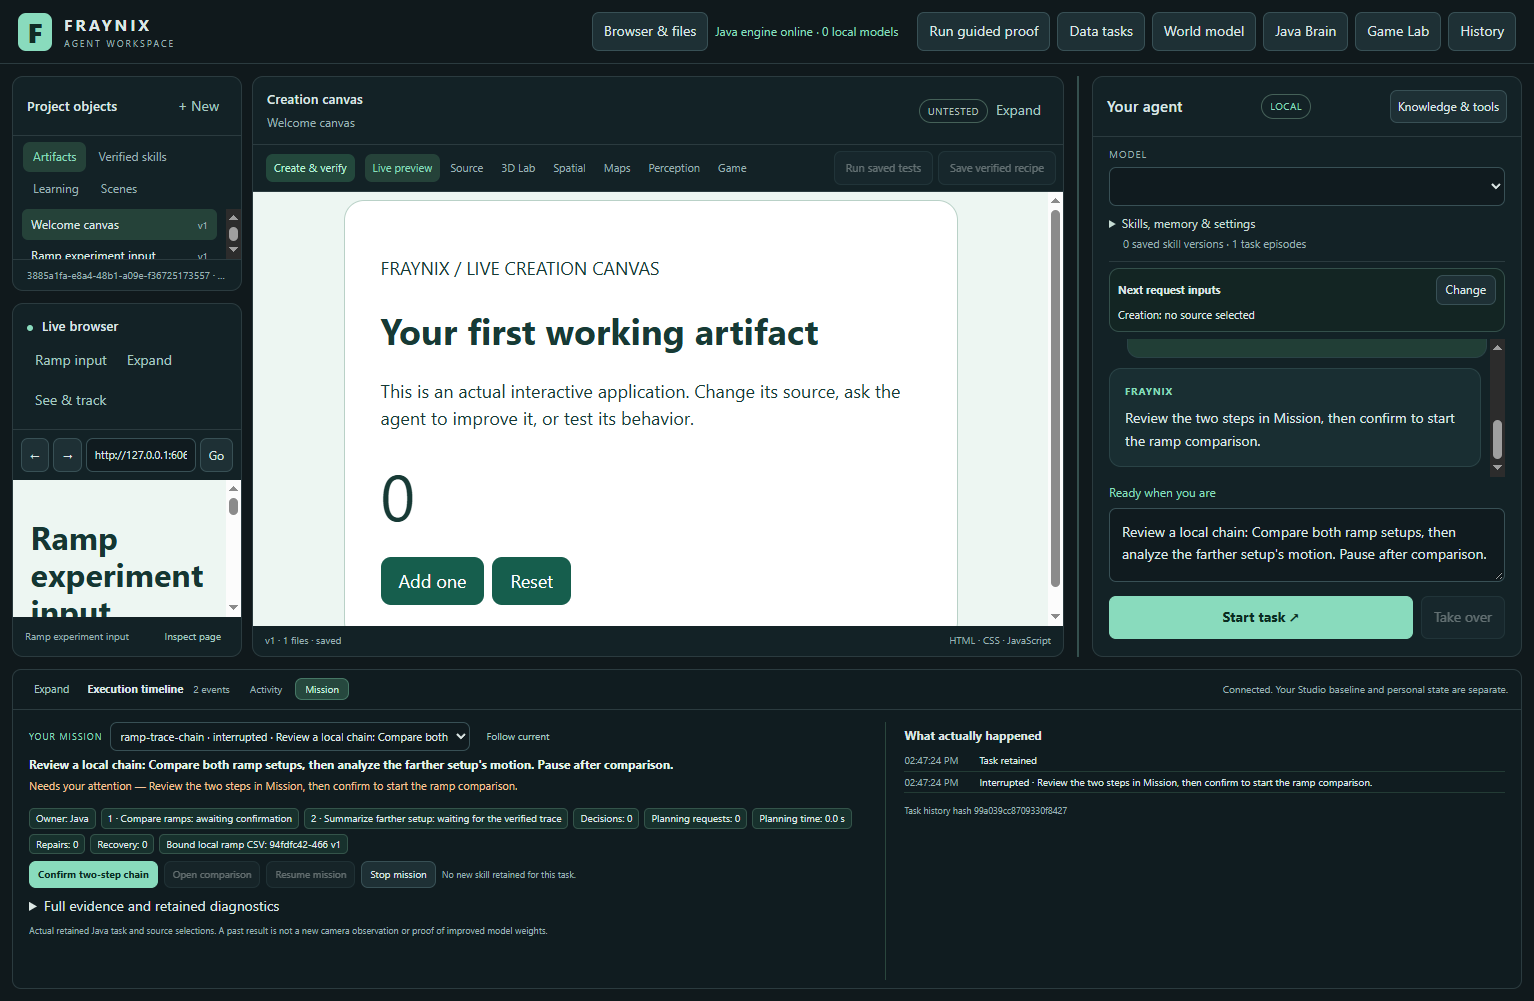 F
FRAYNIX
AGENT WORKSPACE
Browser & files
Java engine online · 0 local models
Run guided proof
Data tasks
World model
Java Brain
Game Lab
History
Project objects
+ New
Artifacts
Verified skills
Learning
Scenes
Welcome canvas
v1
Ramp experiment input
v1
3885a1fa-e8a4-48b1-a09e-f36725173557 · ...
Live browser
Ramp input
Expand
See & track
←
→
http://127.0.0.1:606
Go
Ramp
experiment
input
Ramp experiment input
Inspect page
Creation canvas
Welcome canvas
UNTESTED
Expand
Create & verify
Live preview
Source
3D Lab
Spatial
Maps
Perception
Game
Run saved tests
Save verified recipe
FRAYNIX / LIVE CREATION CANVAS
Your first working artifact
This is an actual interactive application. Change its source, ask the
agent to improve it, or test its behavior.
0
Add one
Reset
v1 · 1 files · saved
HTML · CSS · JavaScript
Your agent
LOCAL
Knowledge & tools
MODEL
Skills, memory & settings
0 saved skill versions · 1 task episodes
Next request inputs
Change
Creation: no source selected
FRAYNIX
Review the two steps in Mission, then confirm to start
the ramp comparison.
Ready when you are
Review a local chain: Compare both ramp setups, then
analyze the farther setup's motion. Pause after comparison.
Start task ↗
Take over
Expand
Execution timeline
2 events
Activity
Mission
Connected. Your Studio baseline and personal state are separate.
YOUR MISSION
ramp-trace-chain · interrupted · Review a local chain: Compare both
Follow current
Review a local chain: Compare both ramp setups, then analyze the farther setup's motion. Pause after comparison.
Needs your attention — Review the two steps in Mission, then confirm to start the ramp comparison.
Owner: Java
1 · Compare ramps: awaiting confirmation
2 · Summarize farther setup: waiting for the verified trace
Decisions: 0
Planning requests: 0
Planning time: 0.0 s
Repairs: 0
Recovery: 0
Bound local ramp CSV: 94fdfc42-466 v1
Confirm two-step chain
Open comparison
Resume mission
Stop mission
No new skill retained for this task.
Full evidence and retained diagnostics
Actual retained Java task and source selections. A past result is not a new camera observation or proof of improved model weights.
What actually happened
02:47:24 PM
Task retained
02:47:24 PM
Interrupted · Review the two steps in Mission, then confirm to start the ramp comparison.
Task history hash 99a039cc8709330f8427